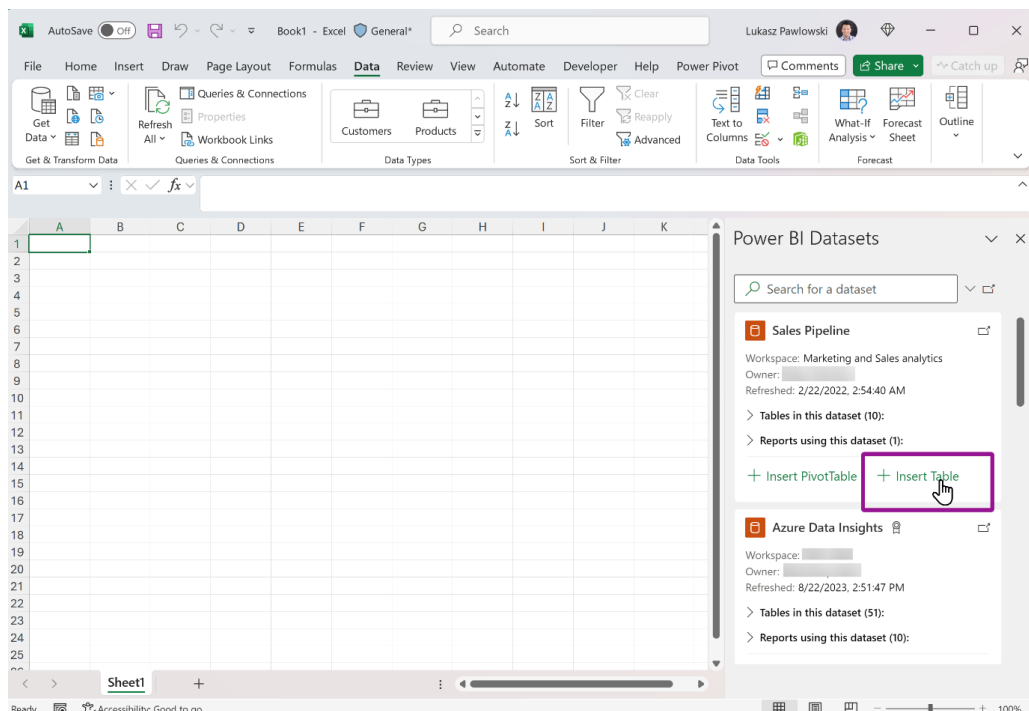 AutoSave Off Book1 - Excel General* Search Lukasz Pawlowski
File Home Insert Draw Page Layout Formulas Data Review View Automate Developer Help Power Pivot Comments Share Catch up
Get Data
Refresh All
Queries & Connections
Properties
Workbook Links
Customers Products
Sort
Filter
Clear
Reapply
Advanced
Text to Columns
What-If Analysis
Forecast Sheet
Outline
Get & Transform Data Queries & Connections Data Types Sort & Filter Data Tools Forecast
A1 fx
A B C D E F G H I J K
1
2
3
4
5
6
7
8
9
10
11
12
13
14
15
16
17
18
19
20
21
22
23
24
25
Power BI Datasets
Search for a dataset
Sales Pipeline
Workspace: Marketing and Sales analytics
Owner:
Refreshed: 2/22/2022, 2:54:40 AM
Tables in this dataset (10):
Reports using this dataset (1):
Insert PivotTable Insert Table
Azure Data Insights
Workspace:
Owner:
Refreshed: 8/22/2023, 2:51:47 PM
Tables in this dataset (51):
Reports using this dataset (10):
Sheet1
Ready Accessibility: Good to go 100%